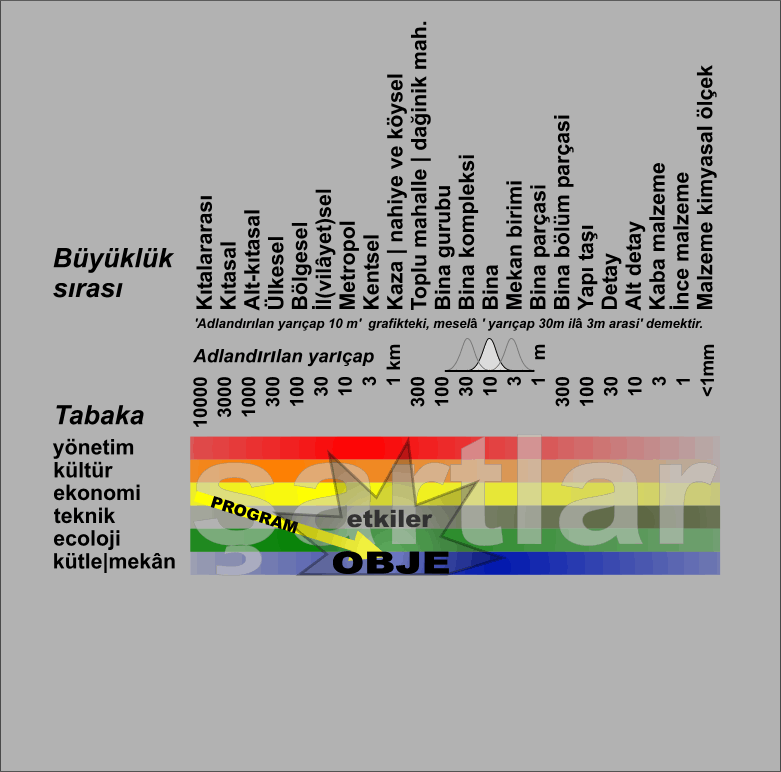 Kıtalararası
Kıtasal
Alt-kıtasal
Ülkesel
Bölgesel
İl(vilâyet)sel
Metropol
Kentsel
Kaza | nahiye ve köysel
Toplu mahalle | dağinik mah.
Bina gurubu
Bina kompleksi
Bina
Mekan birimi
Bina parçası
Bina bölüm parçası
Yapı taşı
Detay
Alt detay
Kaba malzeme
İnce malzeme
Malzeme kimyasal ölçek
Büyüklük
sırası
'Adlandırılan yarıçap 10 m' grafikteki, meselâ ' yarıçap 30m ilâ 3m arasi' demektir.
Adlandırılan yarıçap
10000
3000
1000
300
100
30
10
3
1 km
300
100
30
10
3
1 m
300
100
30
10
3
1
<1mm
Tabaka
yönetim
kültür
ekonomi
teknik
ecoloji
kütle|mekân
şartlar
PROGRAM
etkiler
OBJE